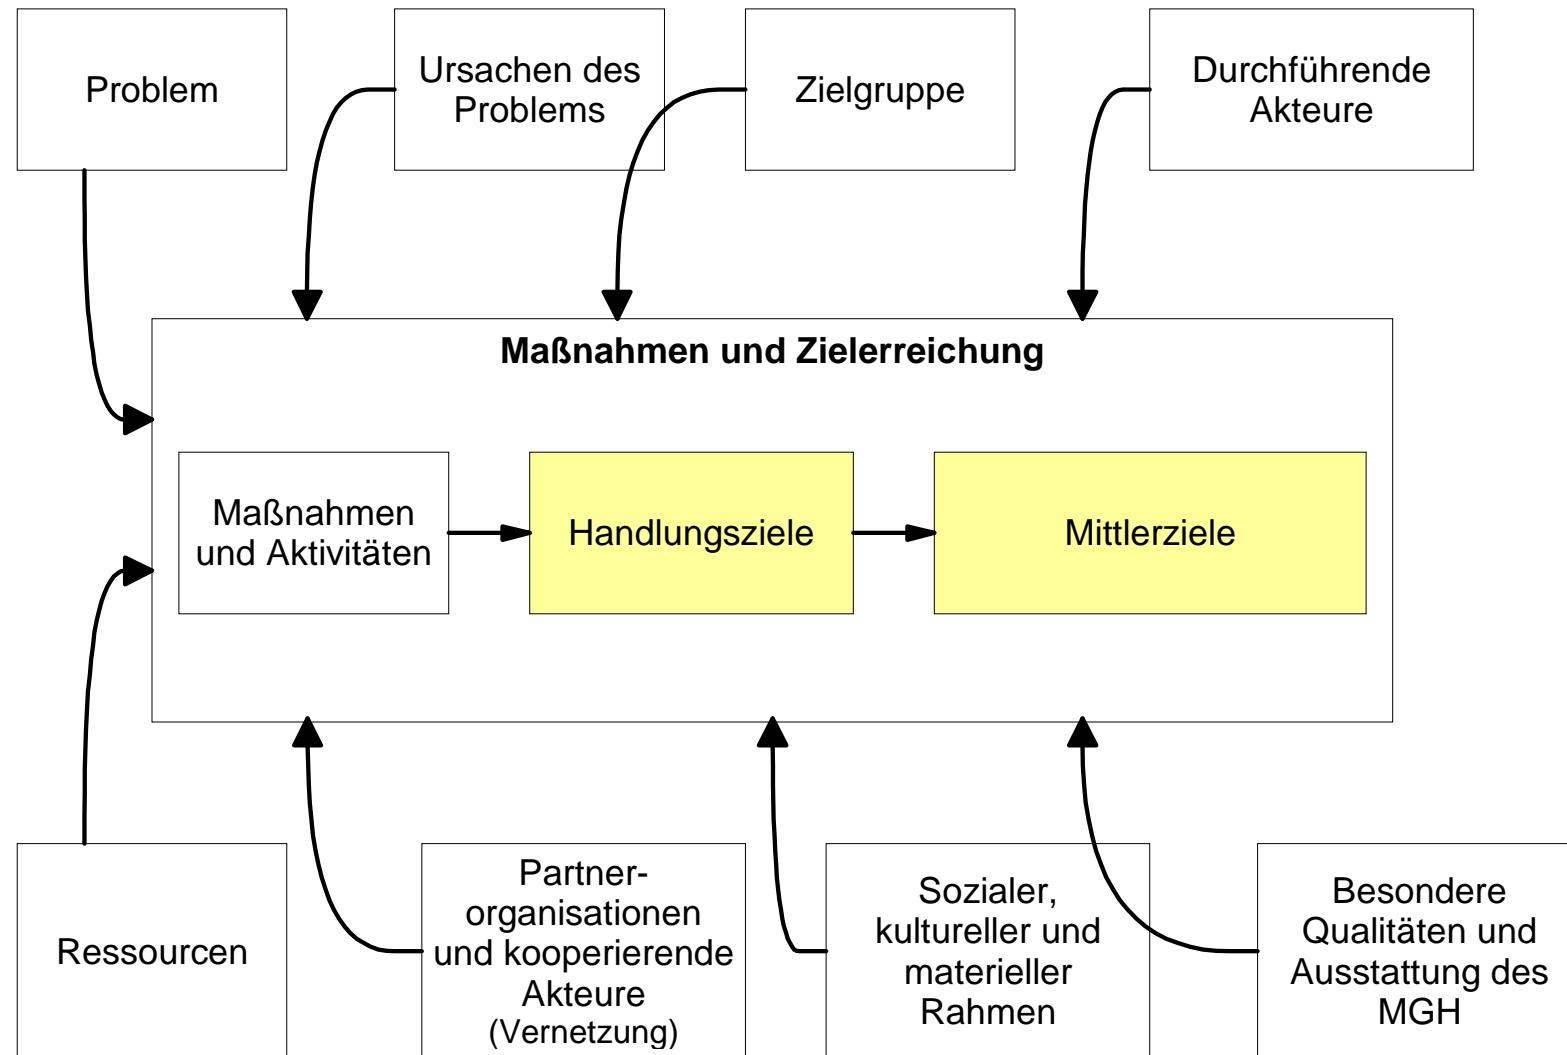 Problem
Ursachen des
Problems
Zielgruppe
Durchführende
Akteure
Maßnahmen und Zielerreichung
Maßnahmen
und Aktivitäten
Handlungsziele
Mittlerziele
Ressourcen
Partner-
organisationen
und kooperierende
Akteure
(Vernetzung)
Sozialer,
kultureller und
materieller
Rahmen
Besondere
Qualitäten und
Ausstattung des
MGH